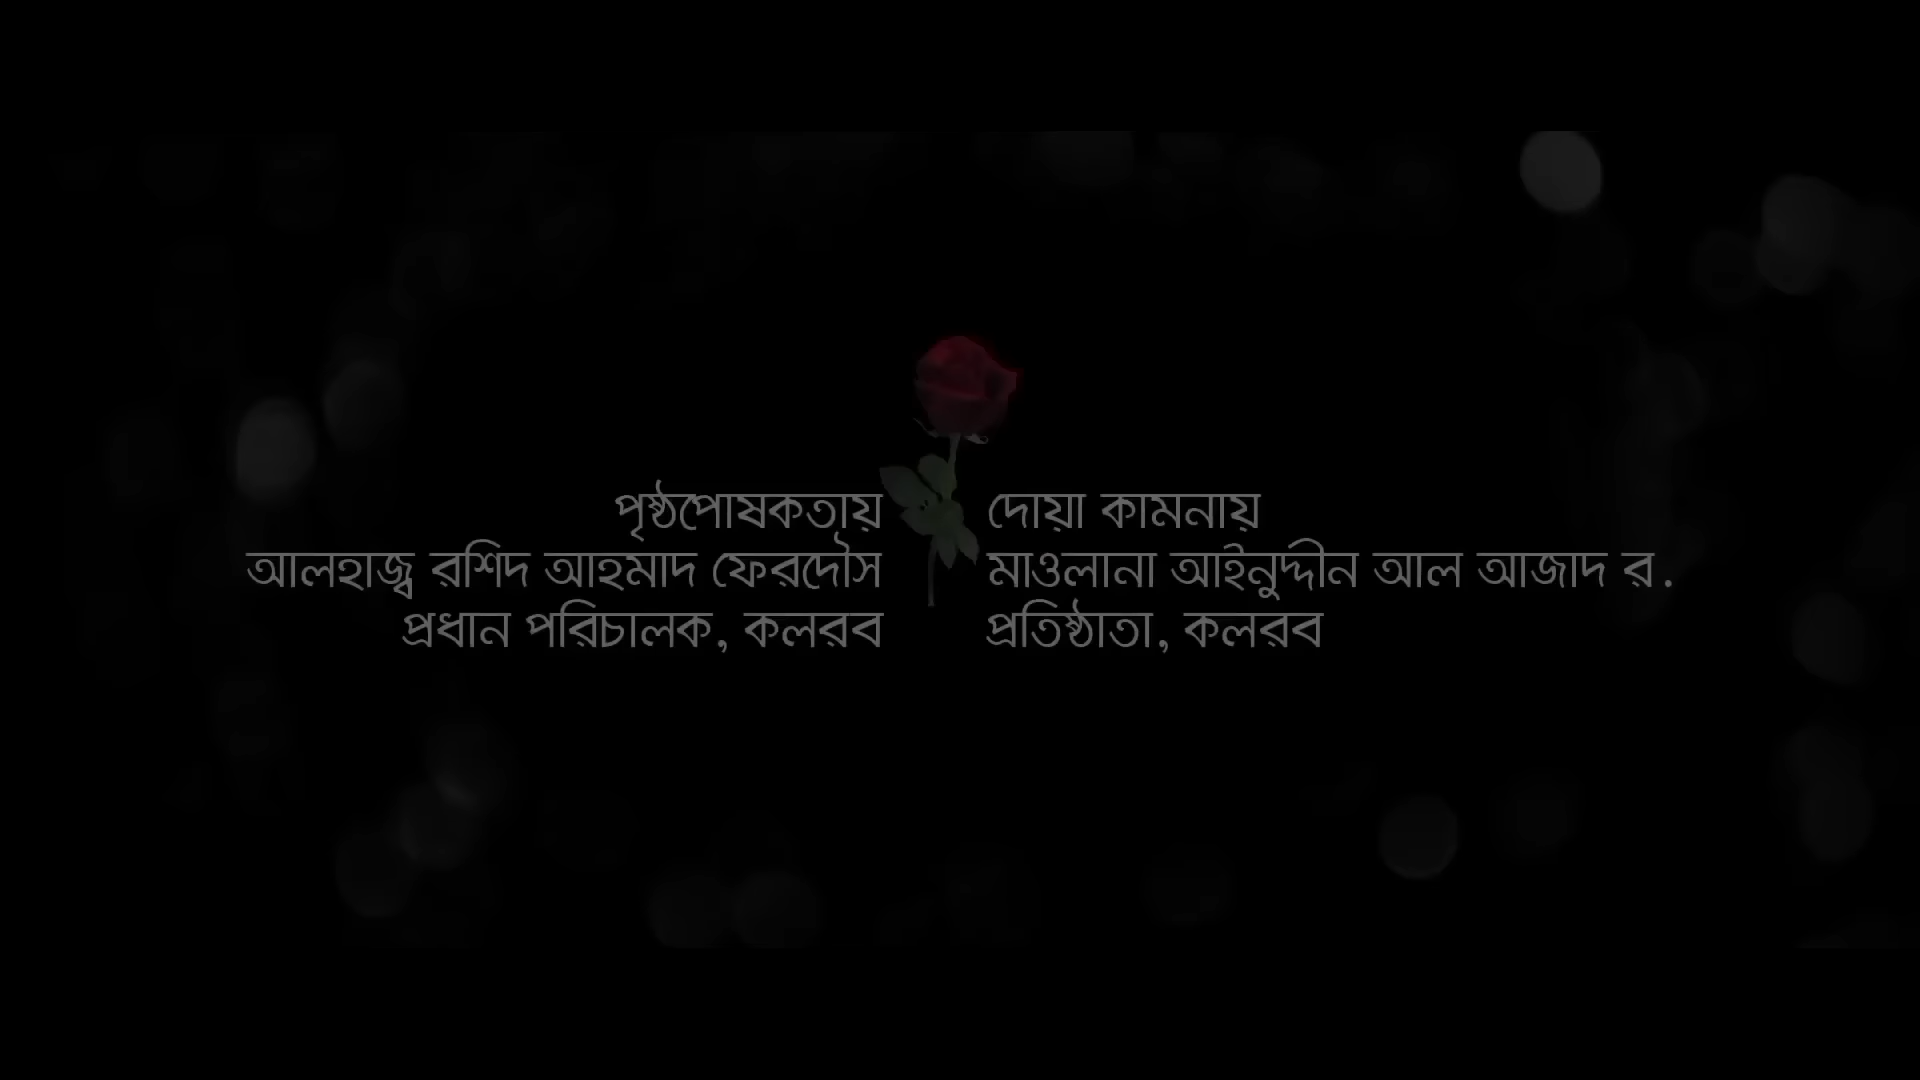 পৃষ্ঠপোষকতায়
আলহাজ্ব রশিদ আহমাদ ফেরদৌস
প্রধান পরিচালক, কলরব
দোয়া কামনায়
মাওলানা আইনুদ্দীন আল আজাদ র.
প্রতিষ্ঠাতা, কলরব